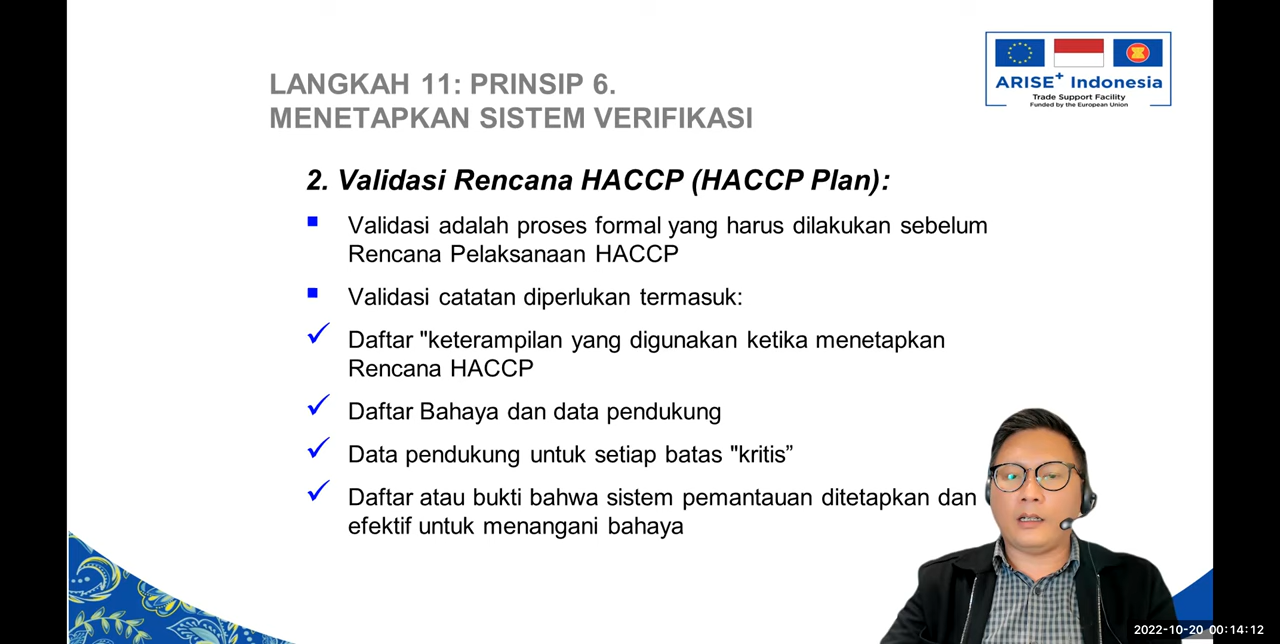 LANGKAH 11: PRINSIP 6.
MENETAPKAN SISTEM VERIFIKASI
ARISE+ Indonesia
Trade Support Facility
Funded by the European Union
2. Validasi Rencana HACCP (HACCP Plan):
Validasi adalah proses formal yang harus dilakukan sebelum
Rencana Pelaksanaan HACCP
Validasi catatan diperlukan termasuk:
Daftar "keterampilan yang digunakan ketika menetapkan
Rencana HACCP
Daftar Bahaya dan data pendukung
Data pendukung untuk setiap batas "kritis”
Daftar atau bukti bahwa sistem pemantauan ditetapkan dan
efektif untuk menangani bahaya
2022-10-20 00:14:12